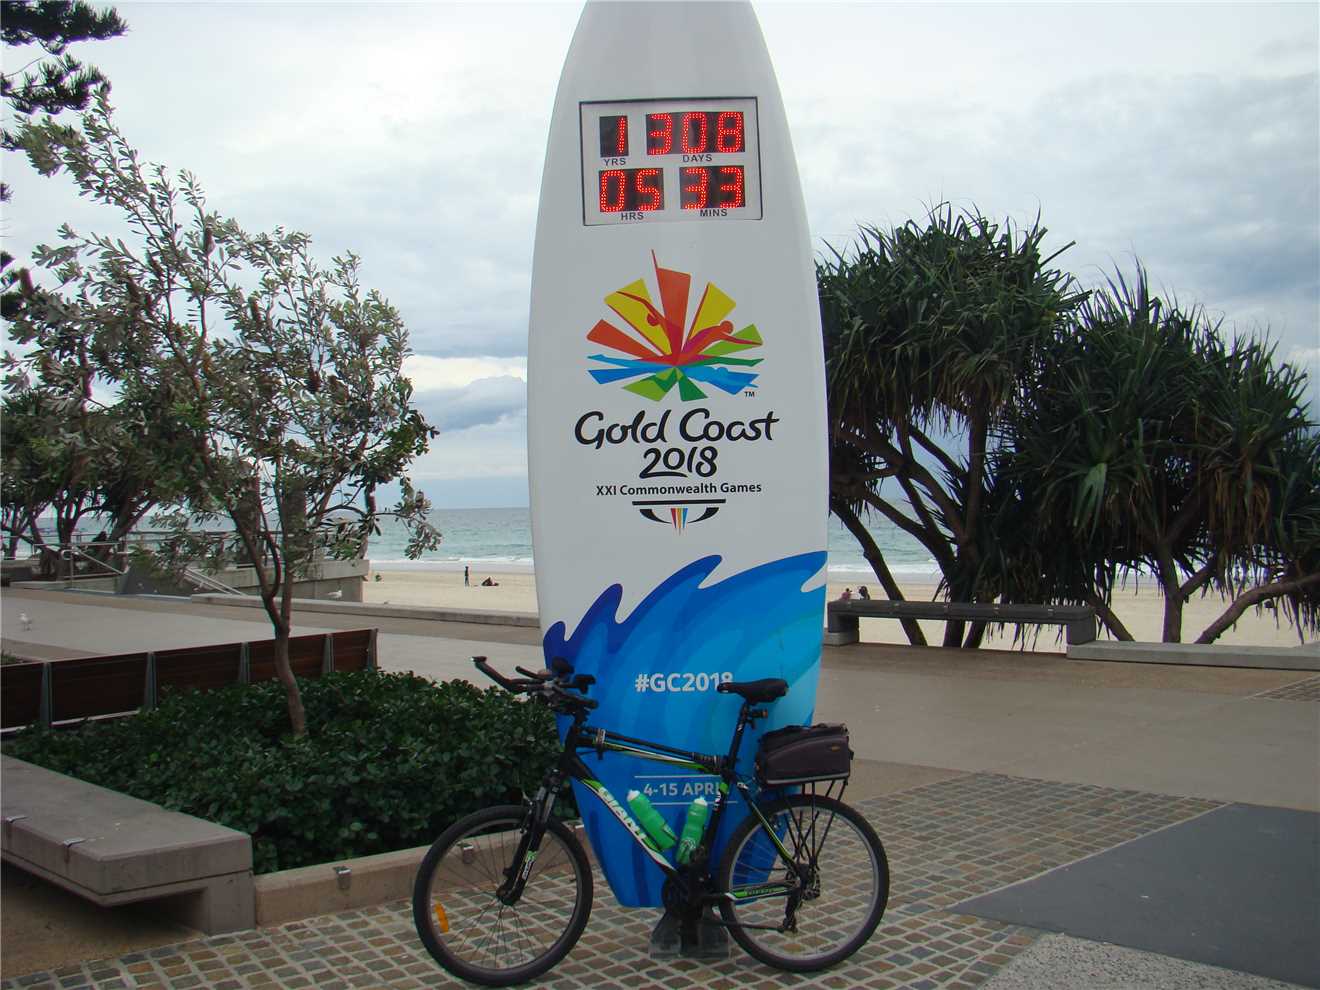 1 308
YRS DAYS
05 33
HRS MINS
TM
Gold Coast
2018
XXI Commonwealth Games
#GC2018
4-15 APRI
GIANT